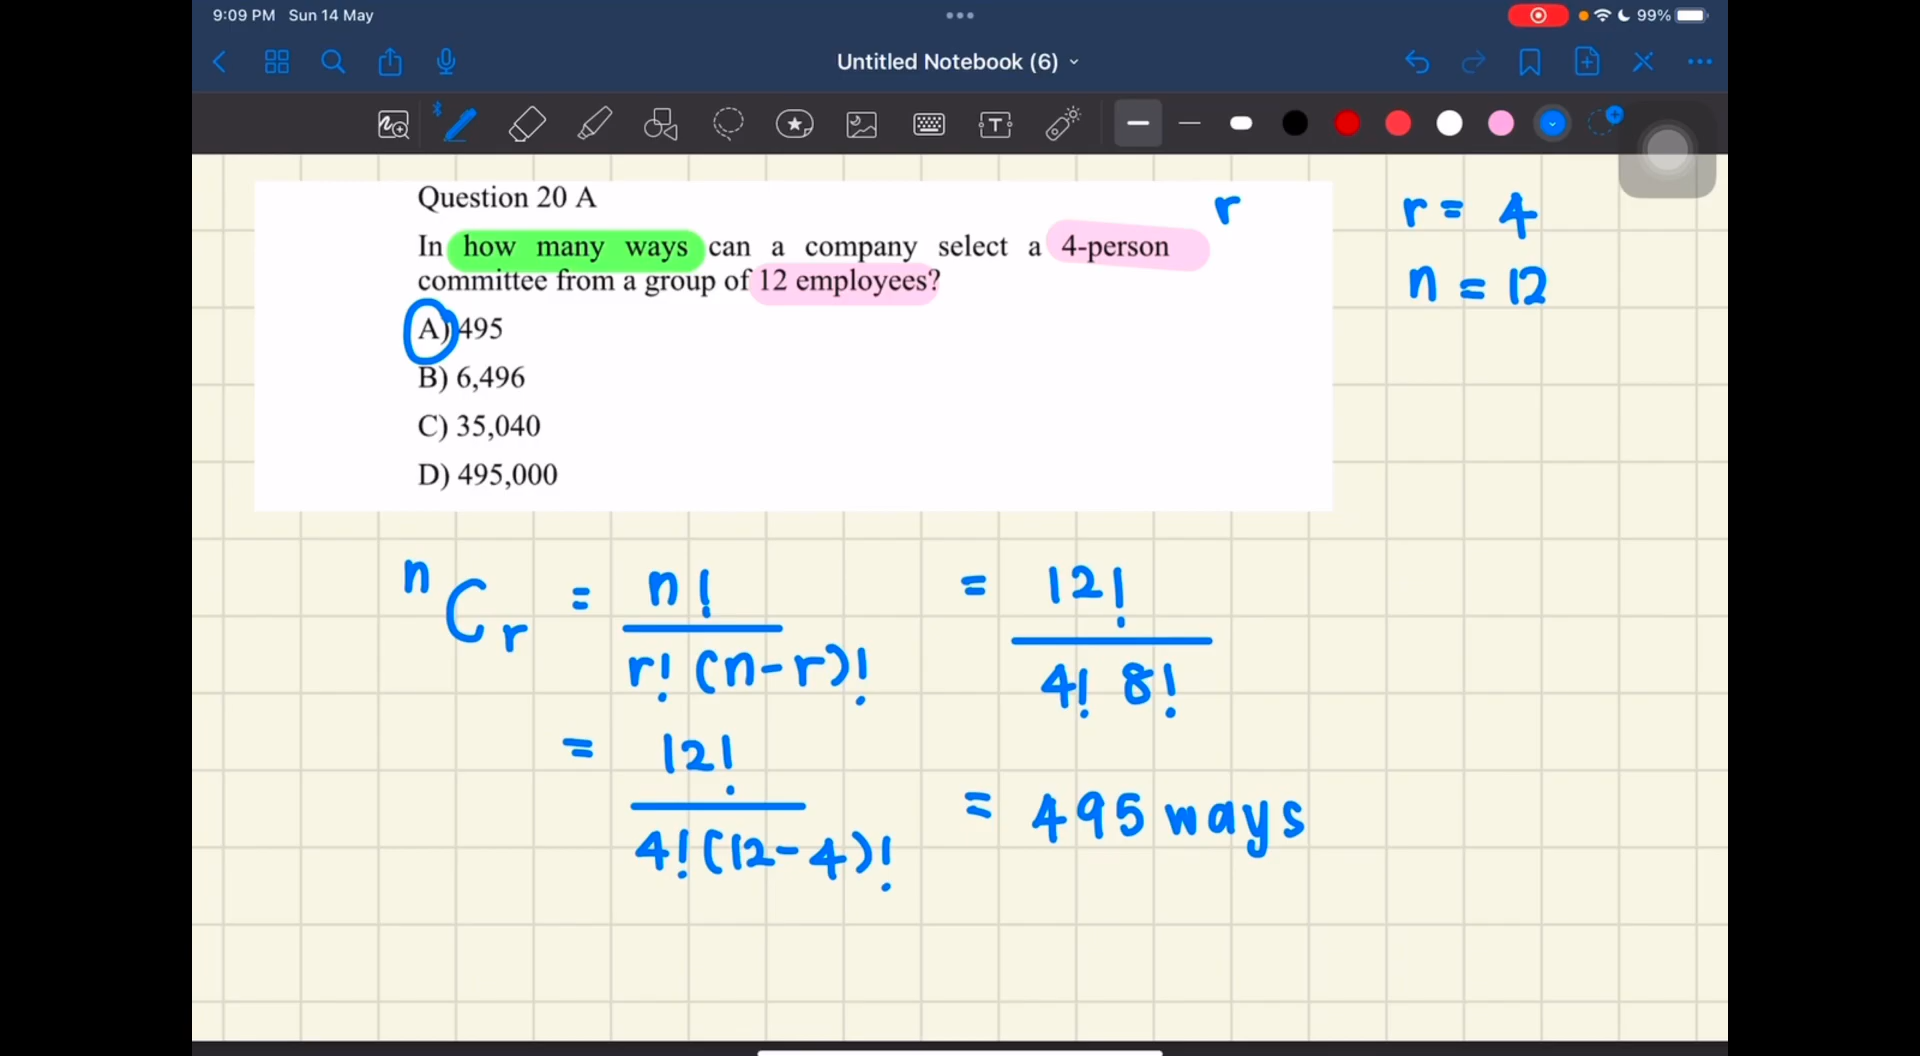 9:09 PM Sun 14 May
99%
Untitled Notebook (6)
Question 20 A
In how many ways can a company select a 4-person
committee from a group of 12 employees?
A) 495
B) 6,496
C) 35,040
D) 495,000
r
r = 4
n = 12
nCr = n! / r! (n-r)!
= 12! / 4! (12-4)!
= 12! / 4! 8!
= 495 ways